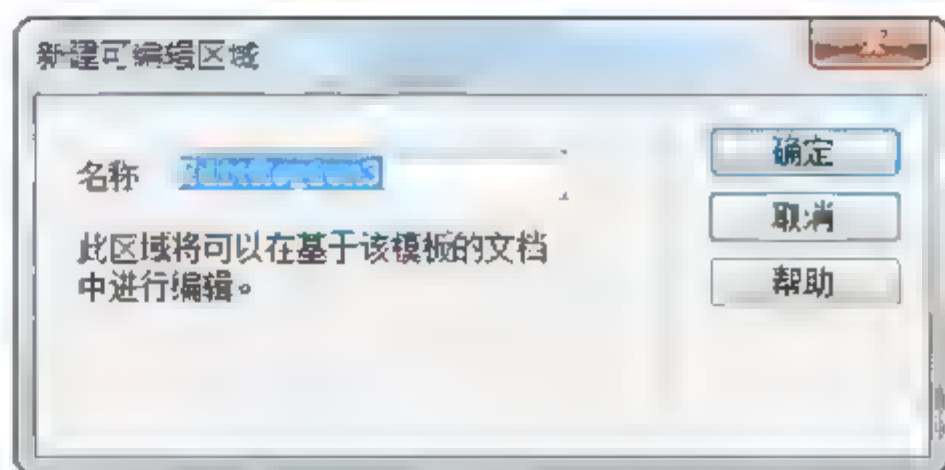 新建可编辑区域
名称
确定
取消
此区域将可以在基于该模板的文档
中进行编辑。
帮助